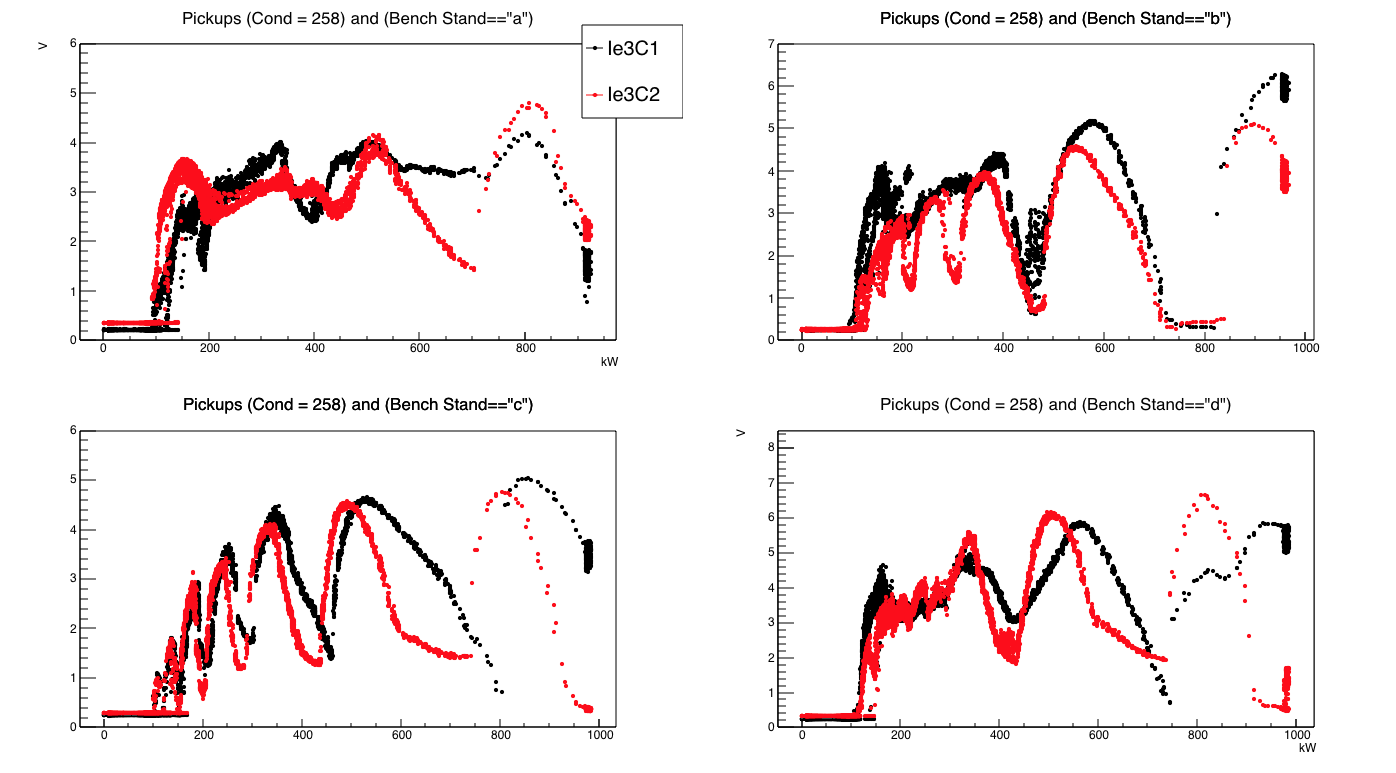 Pickups (Cond = 258) and (Bench Stand=="a")
V
6
5
4
3
2
1
0
0 200 400 600 800
kW
Ie3C1
Ie3C2
Pickups (Cond = 258) and (Bench Stand=="b")
7
6
5
4
3
2
1
0
0 200 400 600 800 1000
Pickups (Cond = 258) and (Bench Stand=="c")
6
5
4
3
2
1
0
0 200 400 600 800 1000
Pickups (Cond = 258) and (Bench Stand=="d")
V
8
7
6
5
4
3
2
1
0
0 200 400 600 800 1000
kW